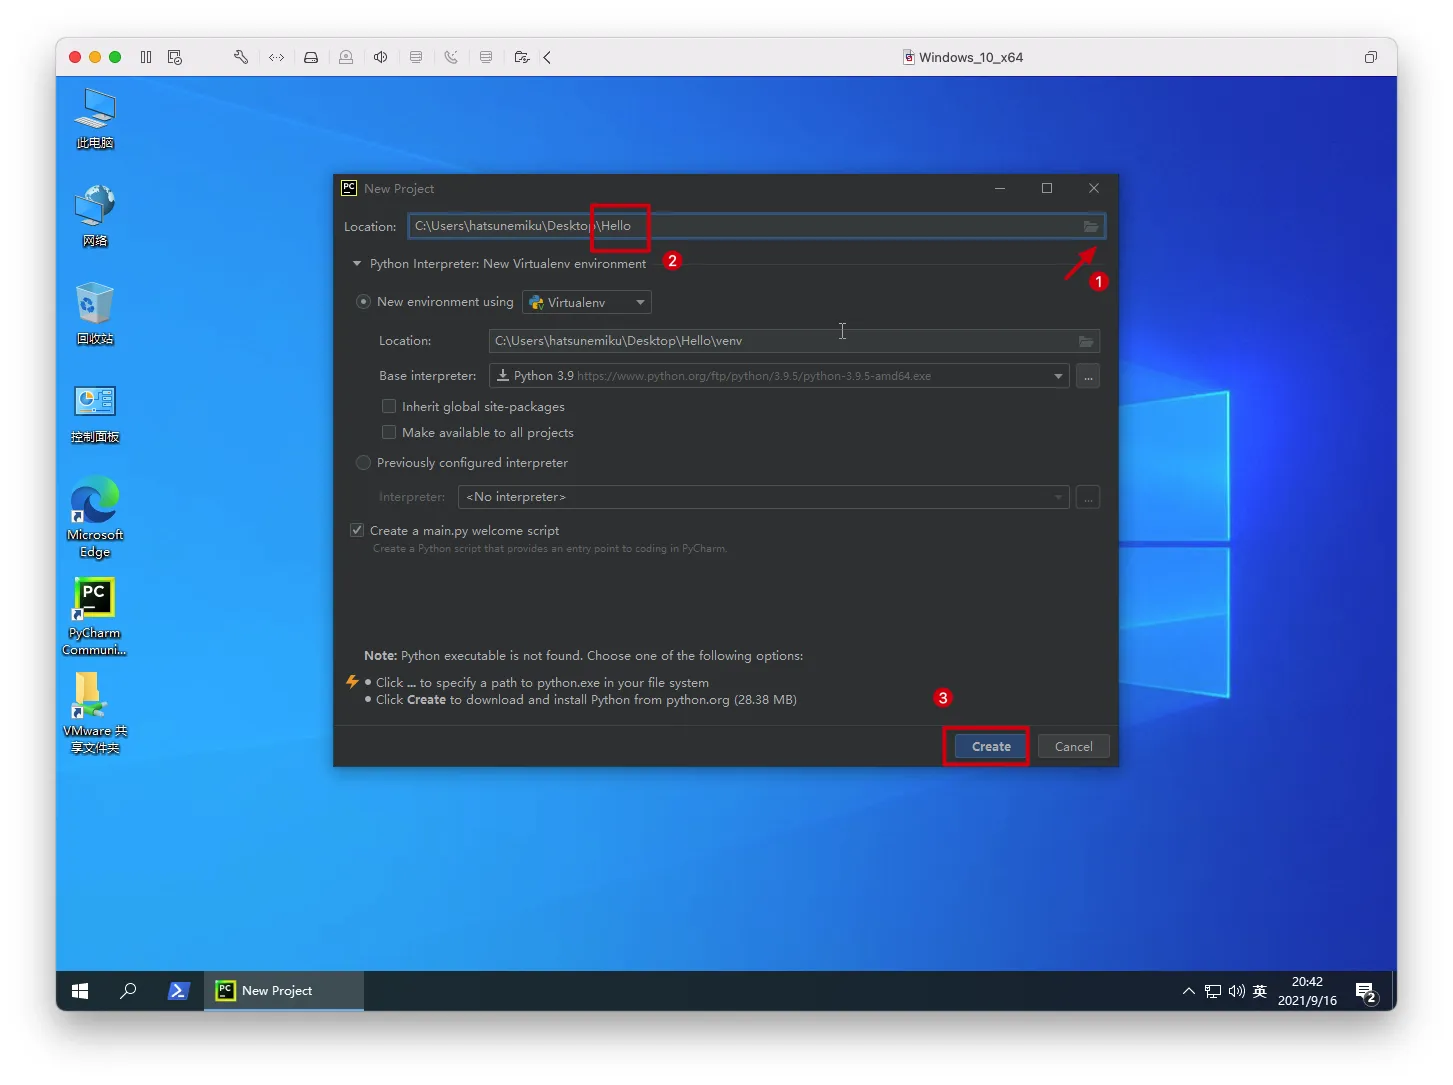 Windows_10_x64
此电脑
网络
回收站
控制面板
Microsoft
Edge
PC
PyCharm
Communi...
VMware 共
享文件夹
PC New Project
Location: C:\Users\hatsunemiku\Desktop\Hello
1
Python Interpreter: New Virtualenv environment 2
New environment using Virtualenv
Location: C:\Users\hatsunemiku\Desktop\Hello\venv
Base interpreter: Python 3.9 https://www.python.org/ftp/python/3.9.5/python-3.9.5-amd64.exe ...
Inherit global site-packages
Make available to all projects
Previously configured interpreter
Interpreter: <No interpreter> ...
Create a main.py welcome script
Create a Python script that provides an entry point to coding in PyCharm.
Note: Python executable is not found. Choose one of the following options:
• Click ... to specify a path to python.exe in your file system
• Click Create to download and install Python from python.org (28.38 MB)
3
Create Cancel
PC New Project
英
20:42
2021/9/16
2